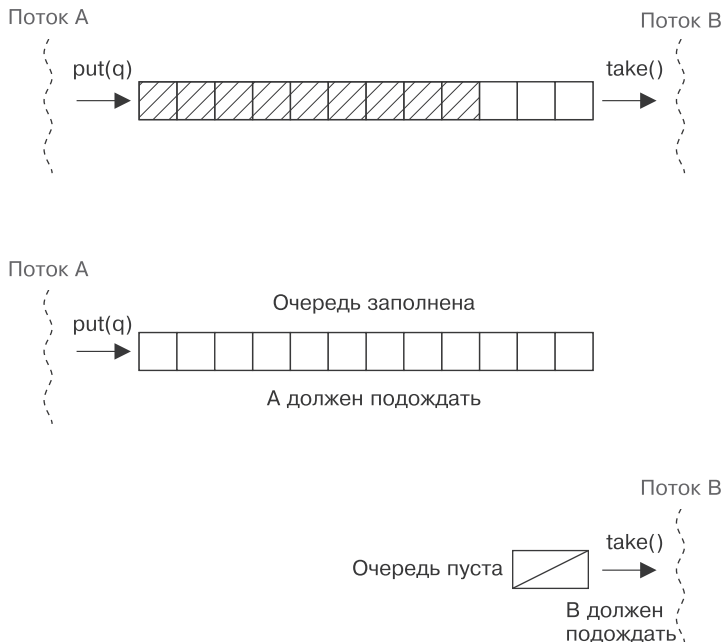 Поток A
Поток B
put(q)
take()
Поток A
Очередь заполнена
put(q)
А должен подождать
Поток B
take()
Очередь пуста
В должен
подождать